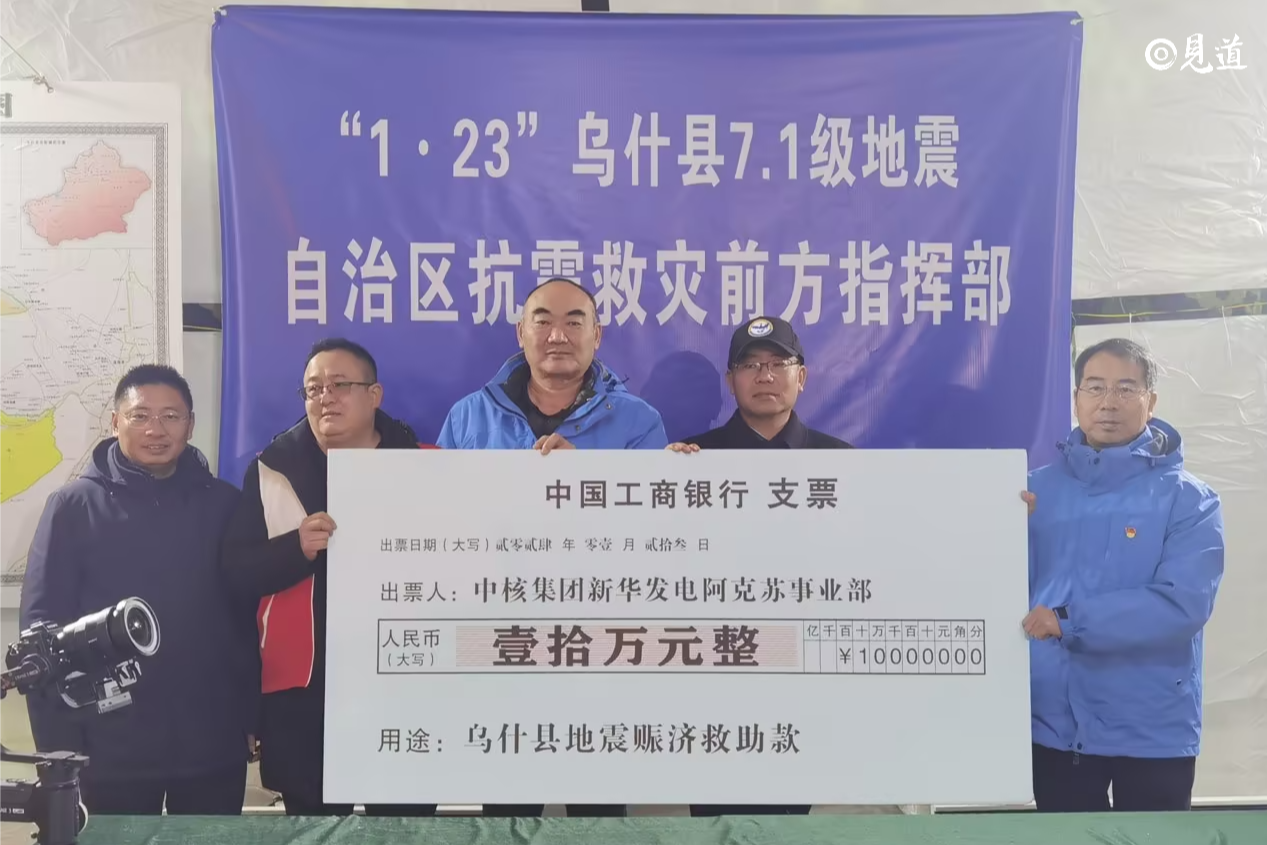 見道
“1·23”乌什县7.1级地震
自治区抗震救灾前方指挥部
中国工商银行 支票
出票日期(大写)贰零贰肆 年 零壹 月 贰拾叁 日
出票人:中核集团新华发电阿克苏事业部
人民币(大写) 壹拾万元整
亿千百十万千百十元角分
¥10000000
用途:乌什县地震赈济救助款